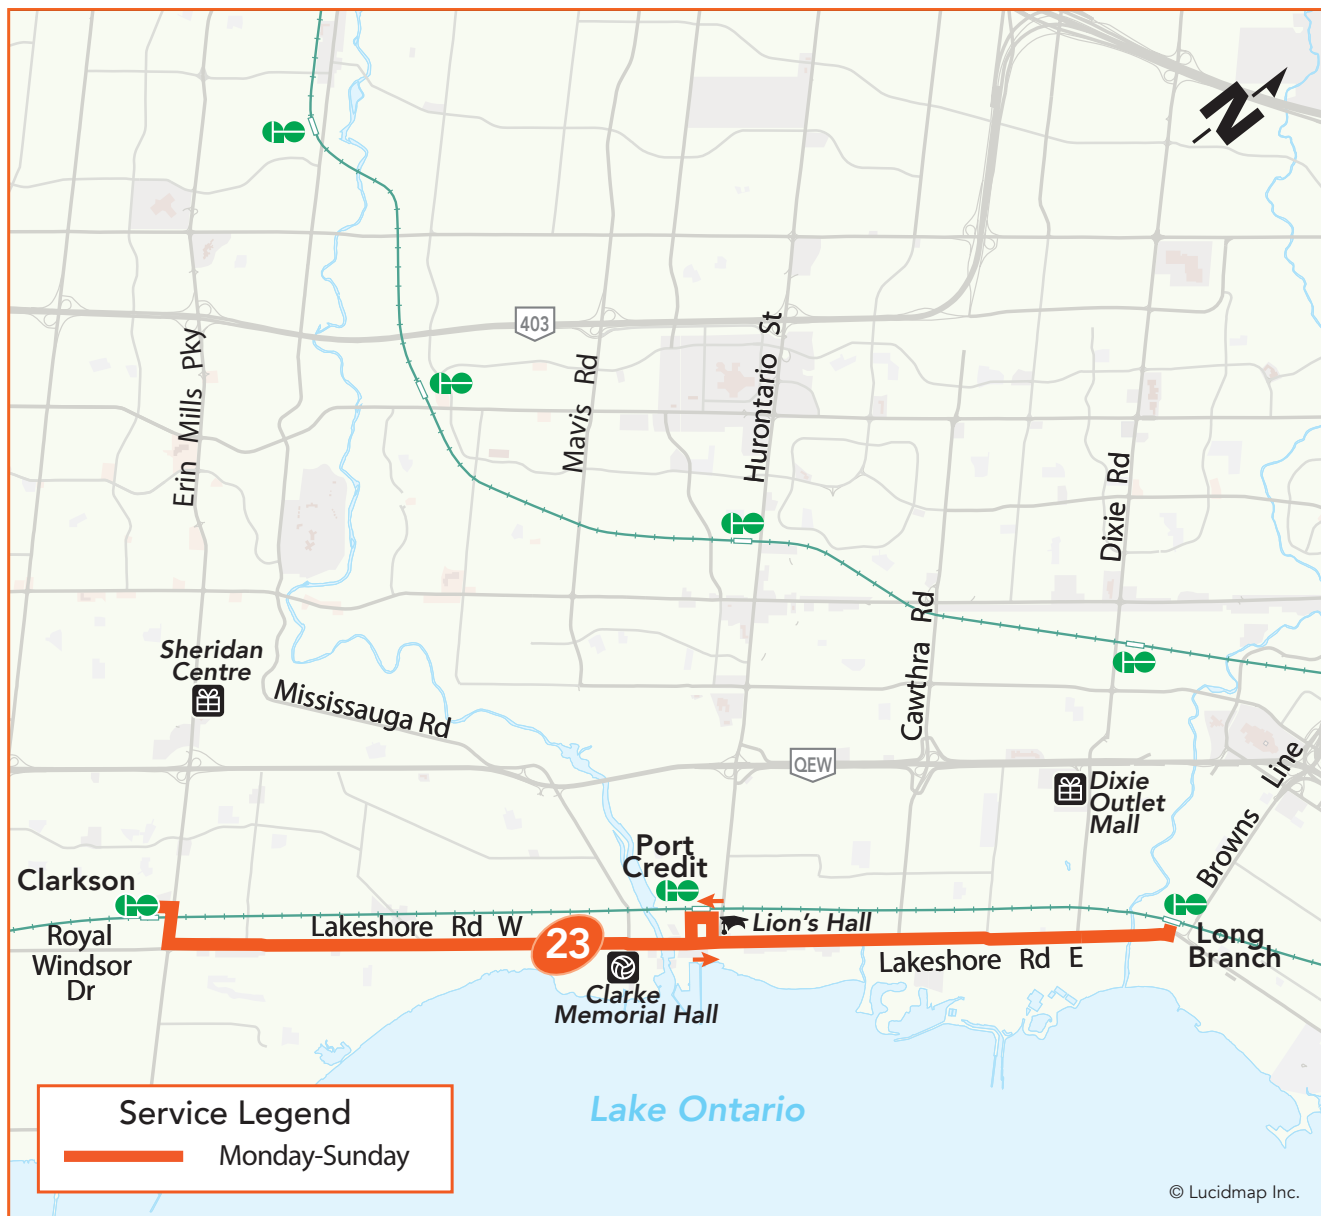 N
403
Erin Mills Pky
Mavis Rd
Hurontario St
Dixie Rd
Cawthra Rd
Sheridan
Centre
Mississauga Rd
QEW
Dixie
Outlet
Mall
Browns Line
Port
Credit
Clarkson
Lakeshore Rd W
23
Lion's Hall
Royal
Windsor
Dr
Lakeshore Rd E
Long
Branch
Clarke
Memorial Hall
Lake Ontario
Service Legend
Monday-Sunday
© Lucidmap Inc.